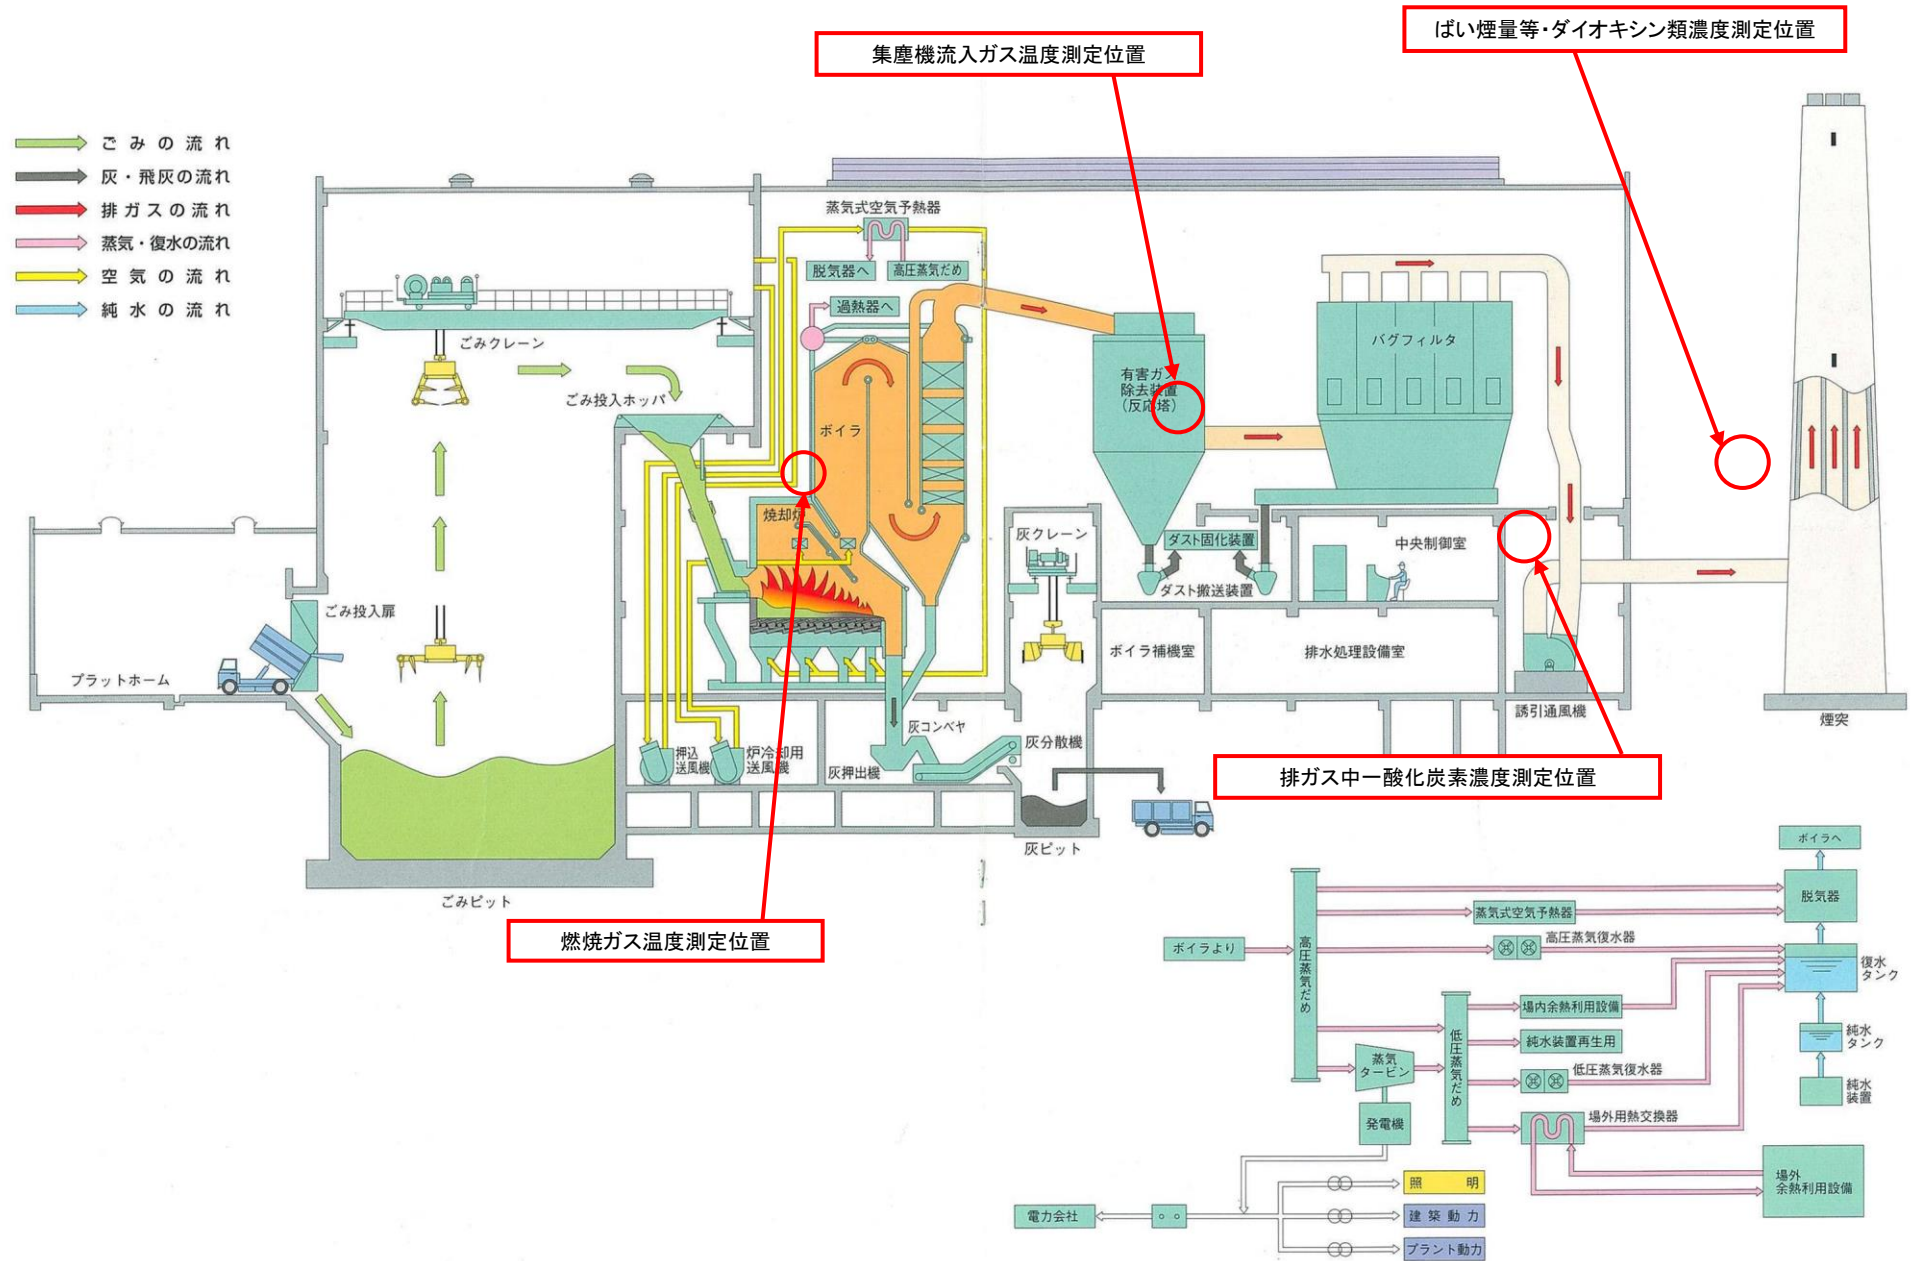 ばい煙量等・ダイオキシン類濃度測定位置
集塵機流入ガス温度測定位置
ごみの流れ
灰・飛灰の流れ
排ガスの流れ
蒸気・復水の流れ
空気の流れ
純水の流れ
蒸気式空気予熱器
脱気器へ
高圧蒸気だめ
過熱器へ
ごみクレーン
ごみ投入ホッパ
ボイラ
有害ガス
除去装置
(反応塔)
バグフィルタ
焼却炉
灰クレーン
ダスト固化装置
中央制御室
ダスト搬送装置
ごみ投入扉
プラットホーム
ボイラ補機室
排水処理設備室
誘引通風機
煙突
灰コンベヤ
灰分散機
押込
送風機
炉冷却用
送風機
灰押出機
排ガス中一酸化炭素濃度測定位置
灰ピット
ごみピット
燃焼ガス温度測定位置
ボイラへ
脱気器
蒸気式空気予熱器
ボイラより
高圧蒸気だめ
高圧蒸気復水器
復水
タンク
場内余熱利用設備
純水装置再生用
低圧蒸気だめ
純水
タンク
蒸気
タービン
低圧蒸気復水器
純水
装置
発電機
場外用熱交換器
場外
余熱利用設備
照明
電力会社
建築動力
プラント動力